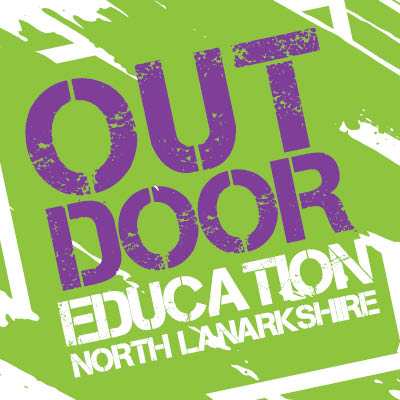 OUT
DOOR
EDUCATION
NORTH LANARKSHIRE